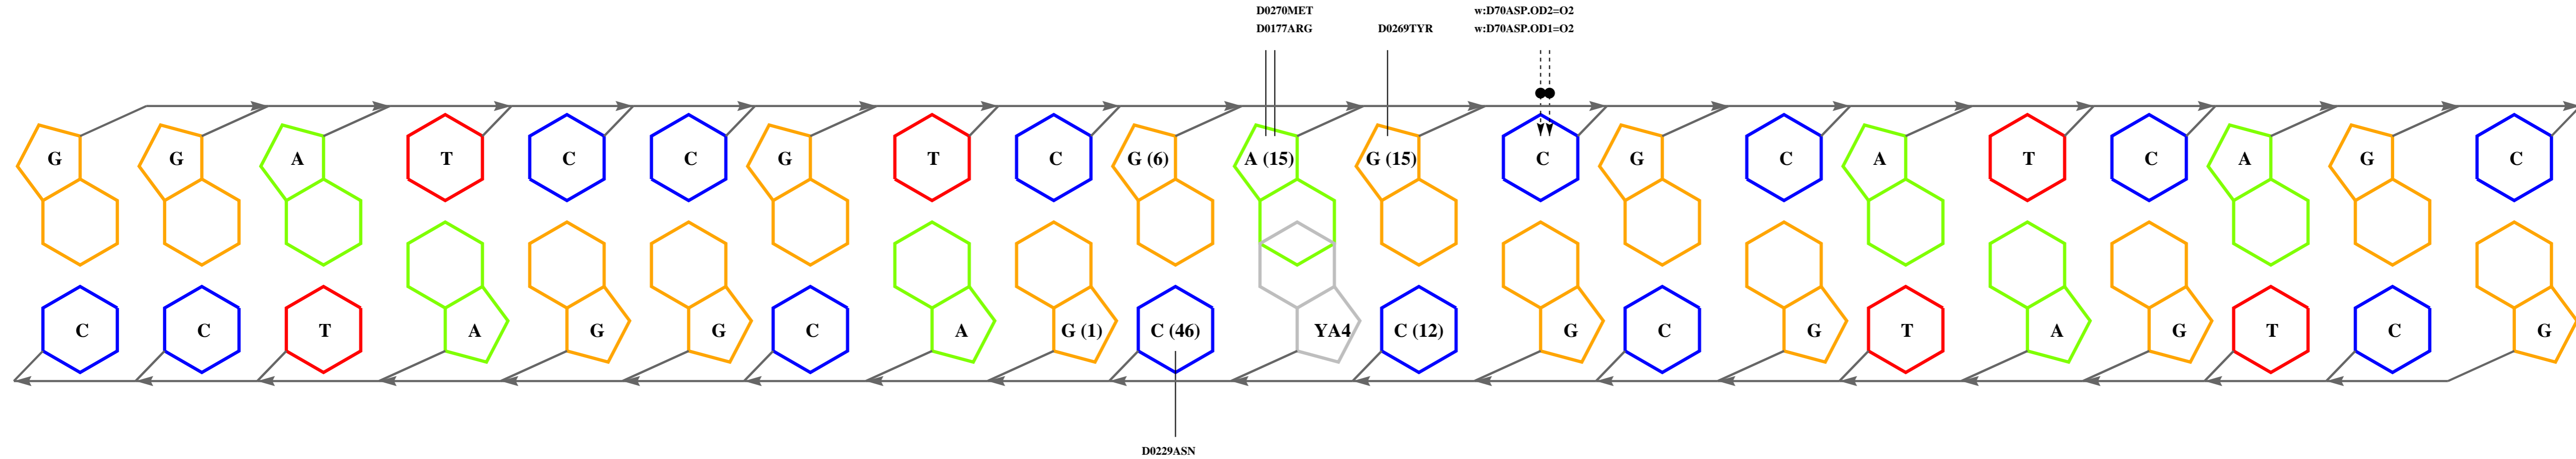 D0270MET w:D70ASP.OD2=O2
D0177ARG D0269TYR w:D70ASP.OD1=O2
G G A T C C G T C G (6) A (15) G (15) C G C A T C A G C
C C T A G G C A G (1) C (46) YA4 C (12) G C G T A G T C G
D0229ASN